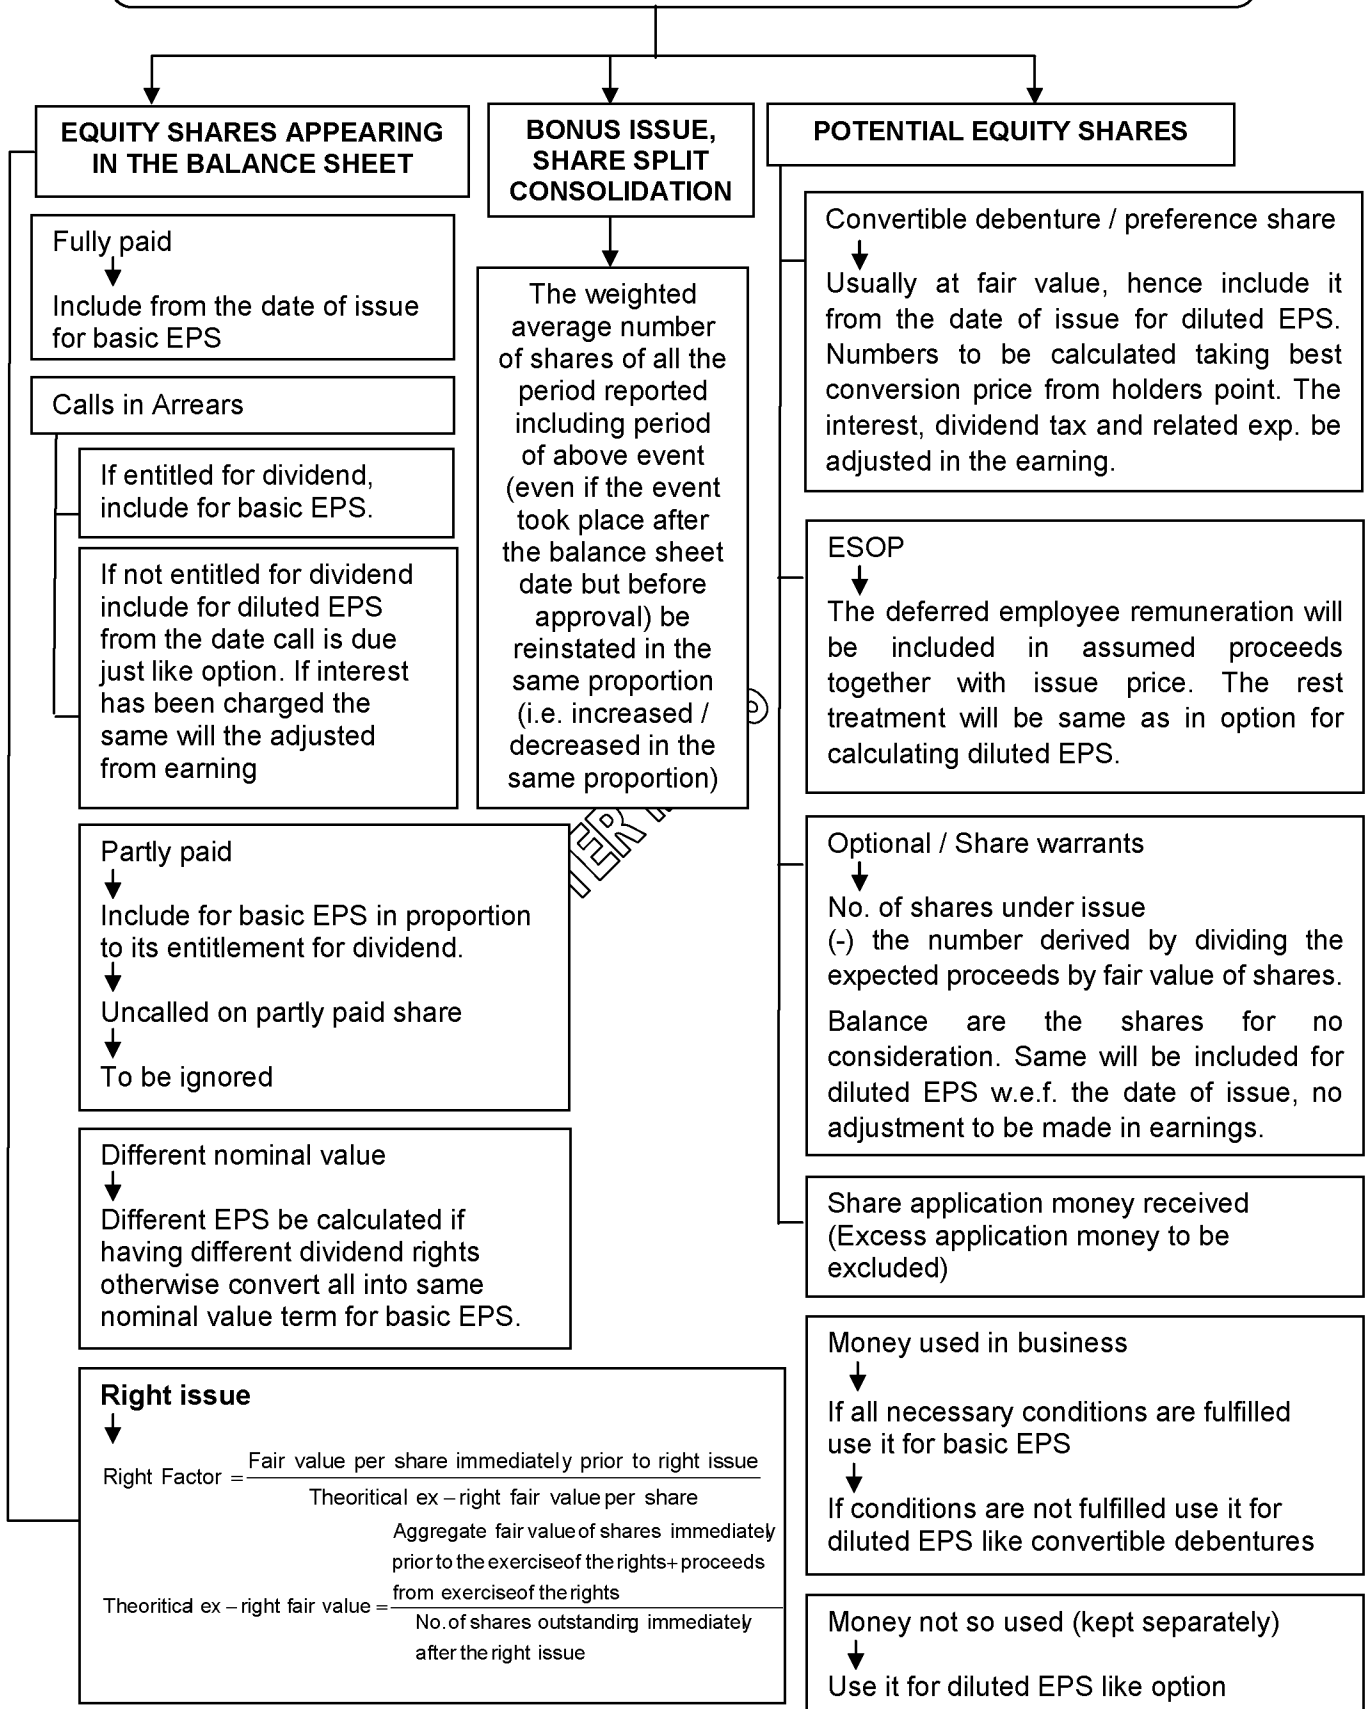 EQUITY SHARES APPEARING
IN THE BALANCE SHEET
Fully paid
Include from the date of issue
for basic EPS
Calls in Arrears
If entitled for dividend,
include for basic EPS.
If not entitled for dividend
include for diluted EPS
from the date call is due
just like option. If interest
has been charged the
same will the adjusted
from earning
Partly paid
Include for basic EPS in proportion
to its entitlement for dividend.
Uncalled on partly paid share
To be ignored
Different nominal value
Different EPS be calculated if
having different dividend rights
otherwise convert all into same
nominal value term for basic EPS.
Right issue
Right Factor = Fair value per share immediately prior to right issue
Theoritical ex – right fair value per share
Aggregate fair value of shares immediately
prior to the exercise of the rights+ proceeds
from exercise of the rights
Theoritical ex – right fair value =
No. of shares outstanding immediately
after the right issue
BONUS ISSUE,
SHARE SPLIT
CONSOLIDATION
The weighted
average number
of shares of all the
period reported
including period
of above event
(even if the event
took place after
the balance sheet
date but before
approval) be
reinstated in the
same proportion
(i.e. increased /
decreased in the
same proportion)
POTENTIAL EQUITY SHARES
Convertible debenture / preference share
Usually at fair value, hence include it
from the date of issue for diluted EPS.
Numbers to be calculated taking best
conversion price from holders point. The
interest, dividend tax and related exp. be
adjusted in the earning.
ESOP
The deferred employee remuneration will
be included in assumed proceeds
together with issue price. The rest
treatment will be same as in option for
calculating diluted EPS.
Optional / Share warrants
No. of shares under issue
(-) the number derived by dividing the
expected proceeds by fair value of shares.
Balance are the shares for no
consideration. Same will be included for
diluted EPS w.e.f. the date of issue, no
adjustment to be made in earnings.
Share application money received
(Excess application money to be
excluded)
Money used in business
If all necessary conditions are fulfilled
use it for basic EPS
If conditions are not fulfilled use it for
diluted EPS like convertible debentures
Money not so used (kept separately)
Use it for diluted EPS like option